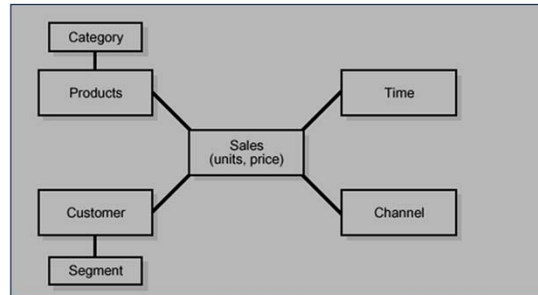 Category
Products
Time
Sales
(units, price)
Customer
Channel
Segment